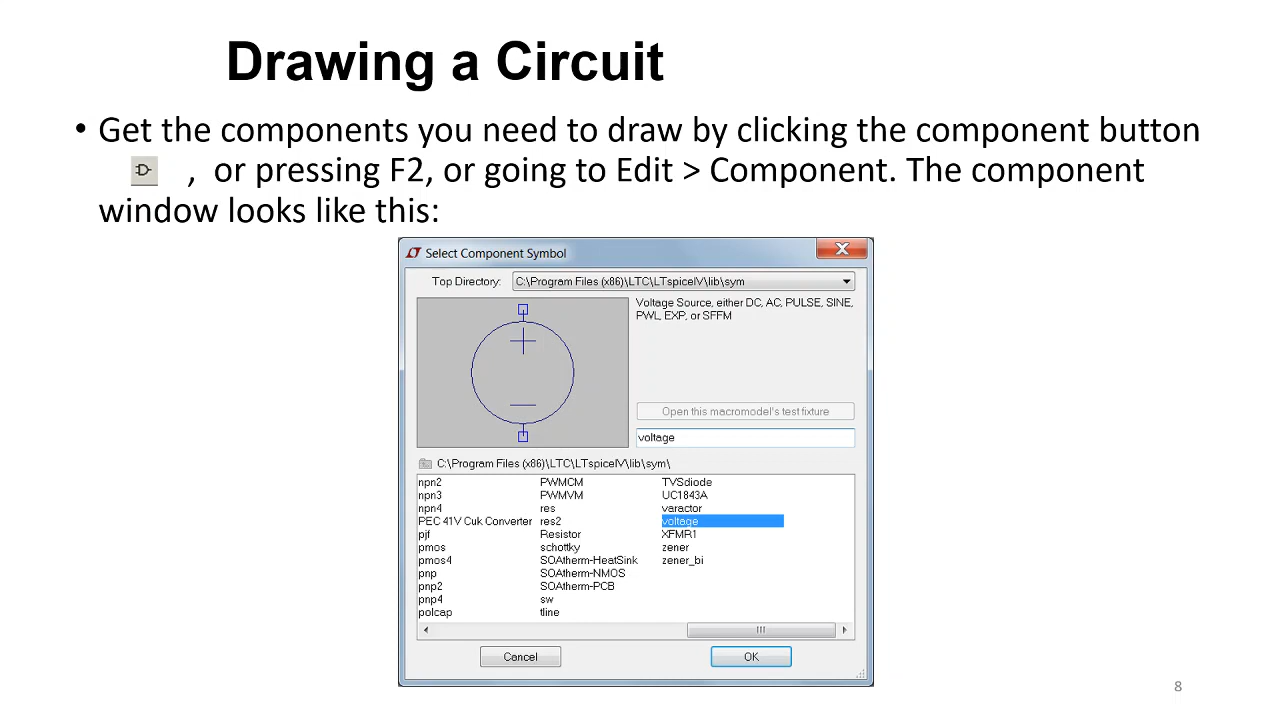 Drawing a Circuit
• Get the components you need to draw by clicking the component button
, or pressing F2, or going to Edit > Component. The component
window looks like this:
Select Component Symbol
Top Directory: C:\Program Files (x86)\LTC\LTspiceIV\lib\sym
Voltage Source, either DC, AC, PULSE, SINE,
PWL, EXP, or SFFM
Open this macromodel's test fixture
voltage
C:\Program Files (x86)\LTC\LTspiceIV\lib\sym\
npn2 PWMCM TVSdiode
npn3 PWMVM UC1843A
npn4 res varactor
PEC 41V Cuk Converter res2 voltage
pjf Resistor XFMR1
pmos schottky zener
pmos4 SOAtherm-HeatSink zener_bi
pnp SOAtherm-NMOS
pnp2 SOAtherm-PCB
pnp4 sw
polcap tline
Cancel OK
8